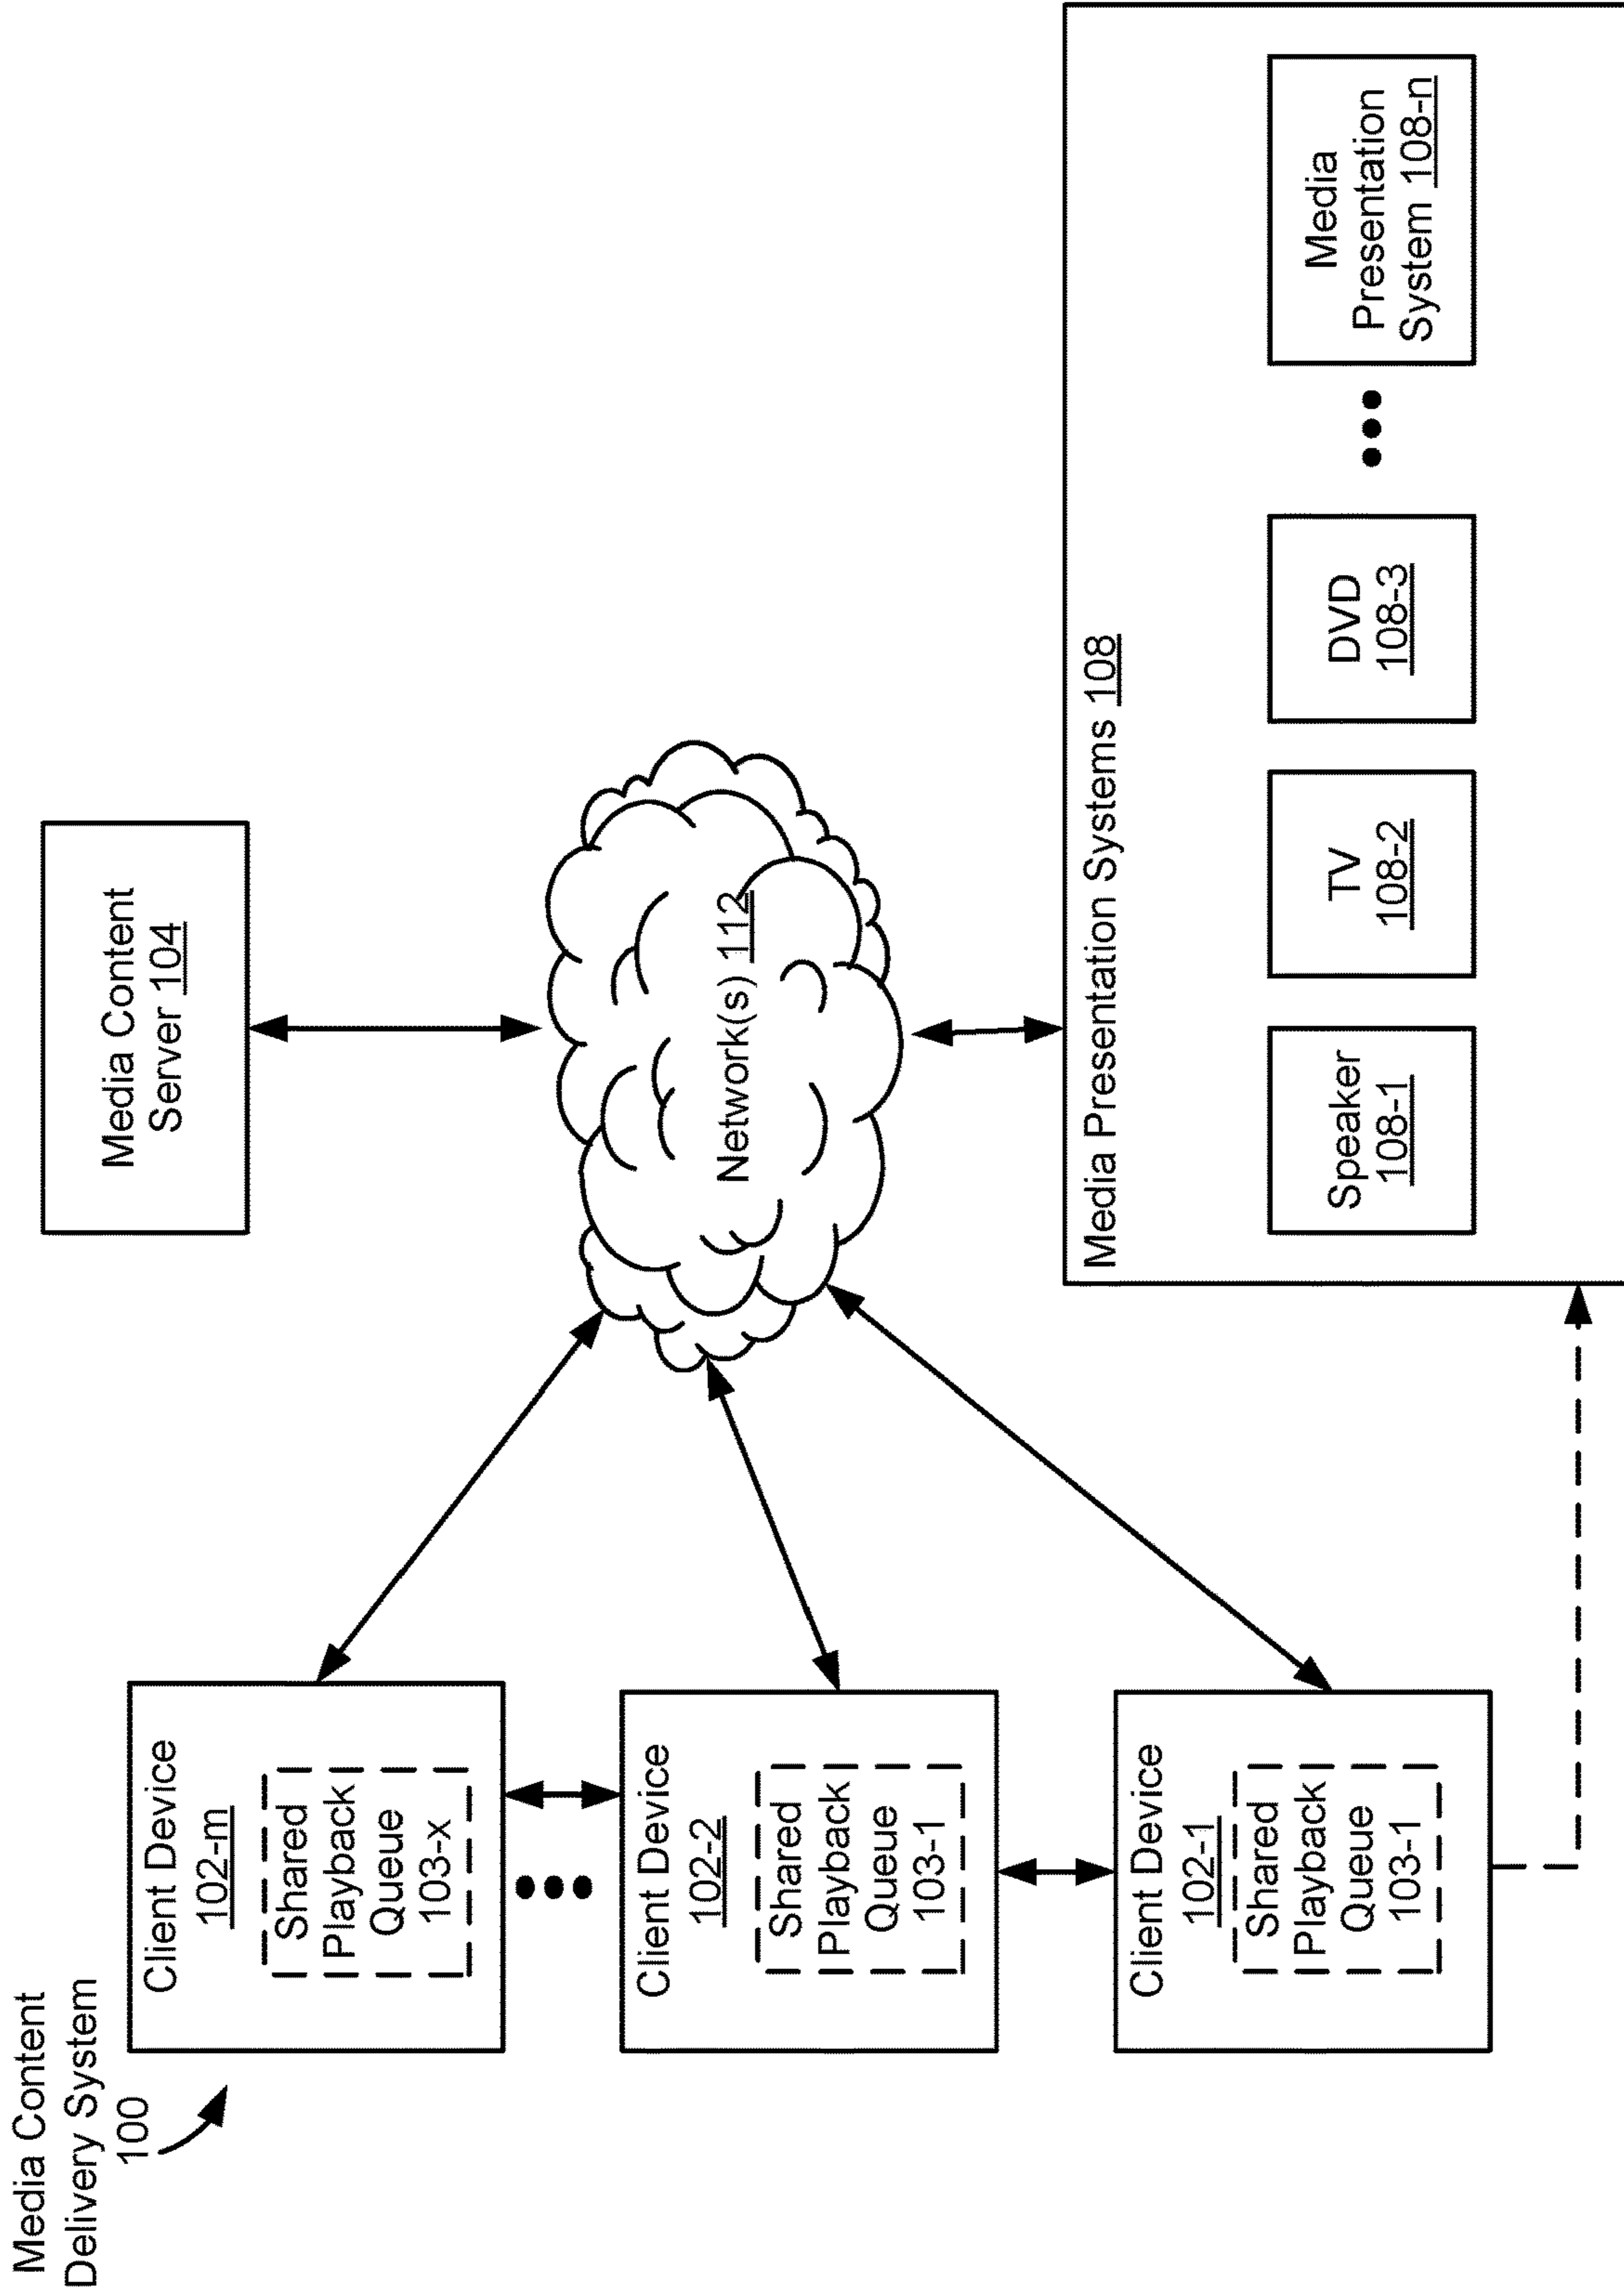 Media Content
Delivery System
100
Client Device
102-m
Shared
Playback
Queue
103-x
Client Device
102-2
Shared
Playback
Queue
103-1
Client Device
102-1
Shared
Playback
Queue
103-1
Media Content
Server 104
Network(s) 112
Media Presentation Systems 108
Speaker
108-1
TV
108-2
DVD
108-3
Media
Presentation
System 108-n